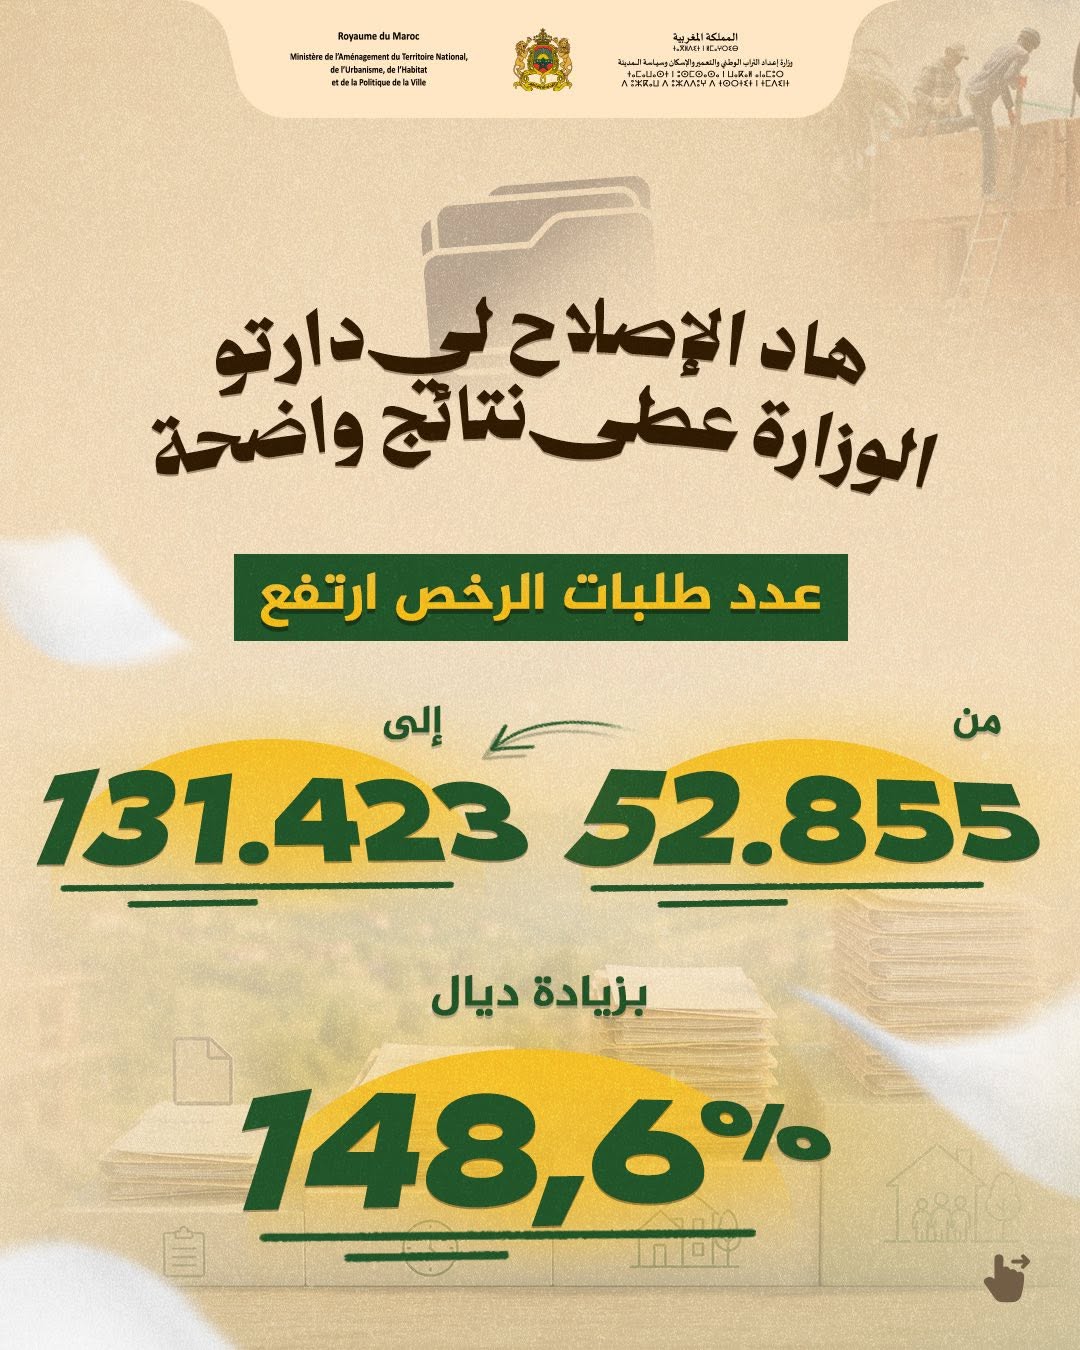 Royaume du Maroc
Ministère de l'Aménagement du Territoire National,
de l'Urbanisme, de l'Habitat
et de la Politique de la Ville
المملكة المغربية
ⵜⴰⴳⵍⴷⵉⵜ ⵏ ⵍⵎⵖⵔⵉⴱ
وزارة إعداد التراب الوطني والتعمير والإسكان وسياسة المدينة
هاد الإصلاح لي دارتو
الوزارة عطى نتائج واضحة
عدد طلبات الرخص ارتفع
من
52.855
إلى
131.423
بزيادة ديال
148,6%